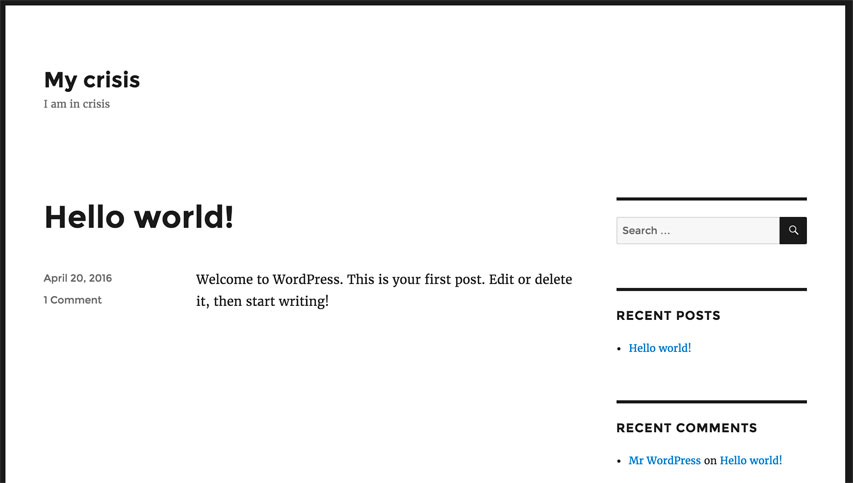 My crisis
I am in crisis
Hello world!
April 20, 2016
1 Comment
Welcome to WordPress. This is your first post. Edit or delete
it, then start writing!
Search …
RECENT POSTS
Hello world!
RECENT COMMENTS
Mr WordPress on Hello world!